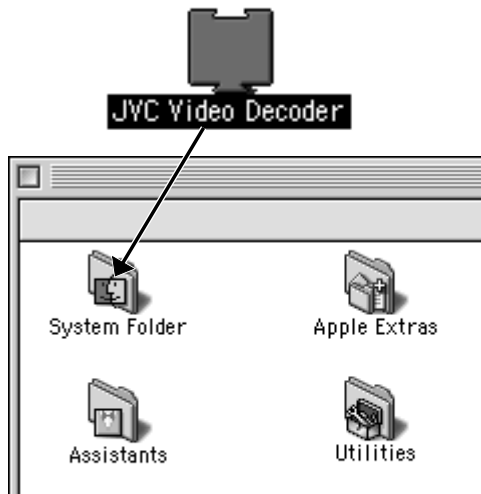 JVC Video Decoder
System Folder
Apple Extras
Assistants
Utilities